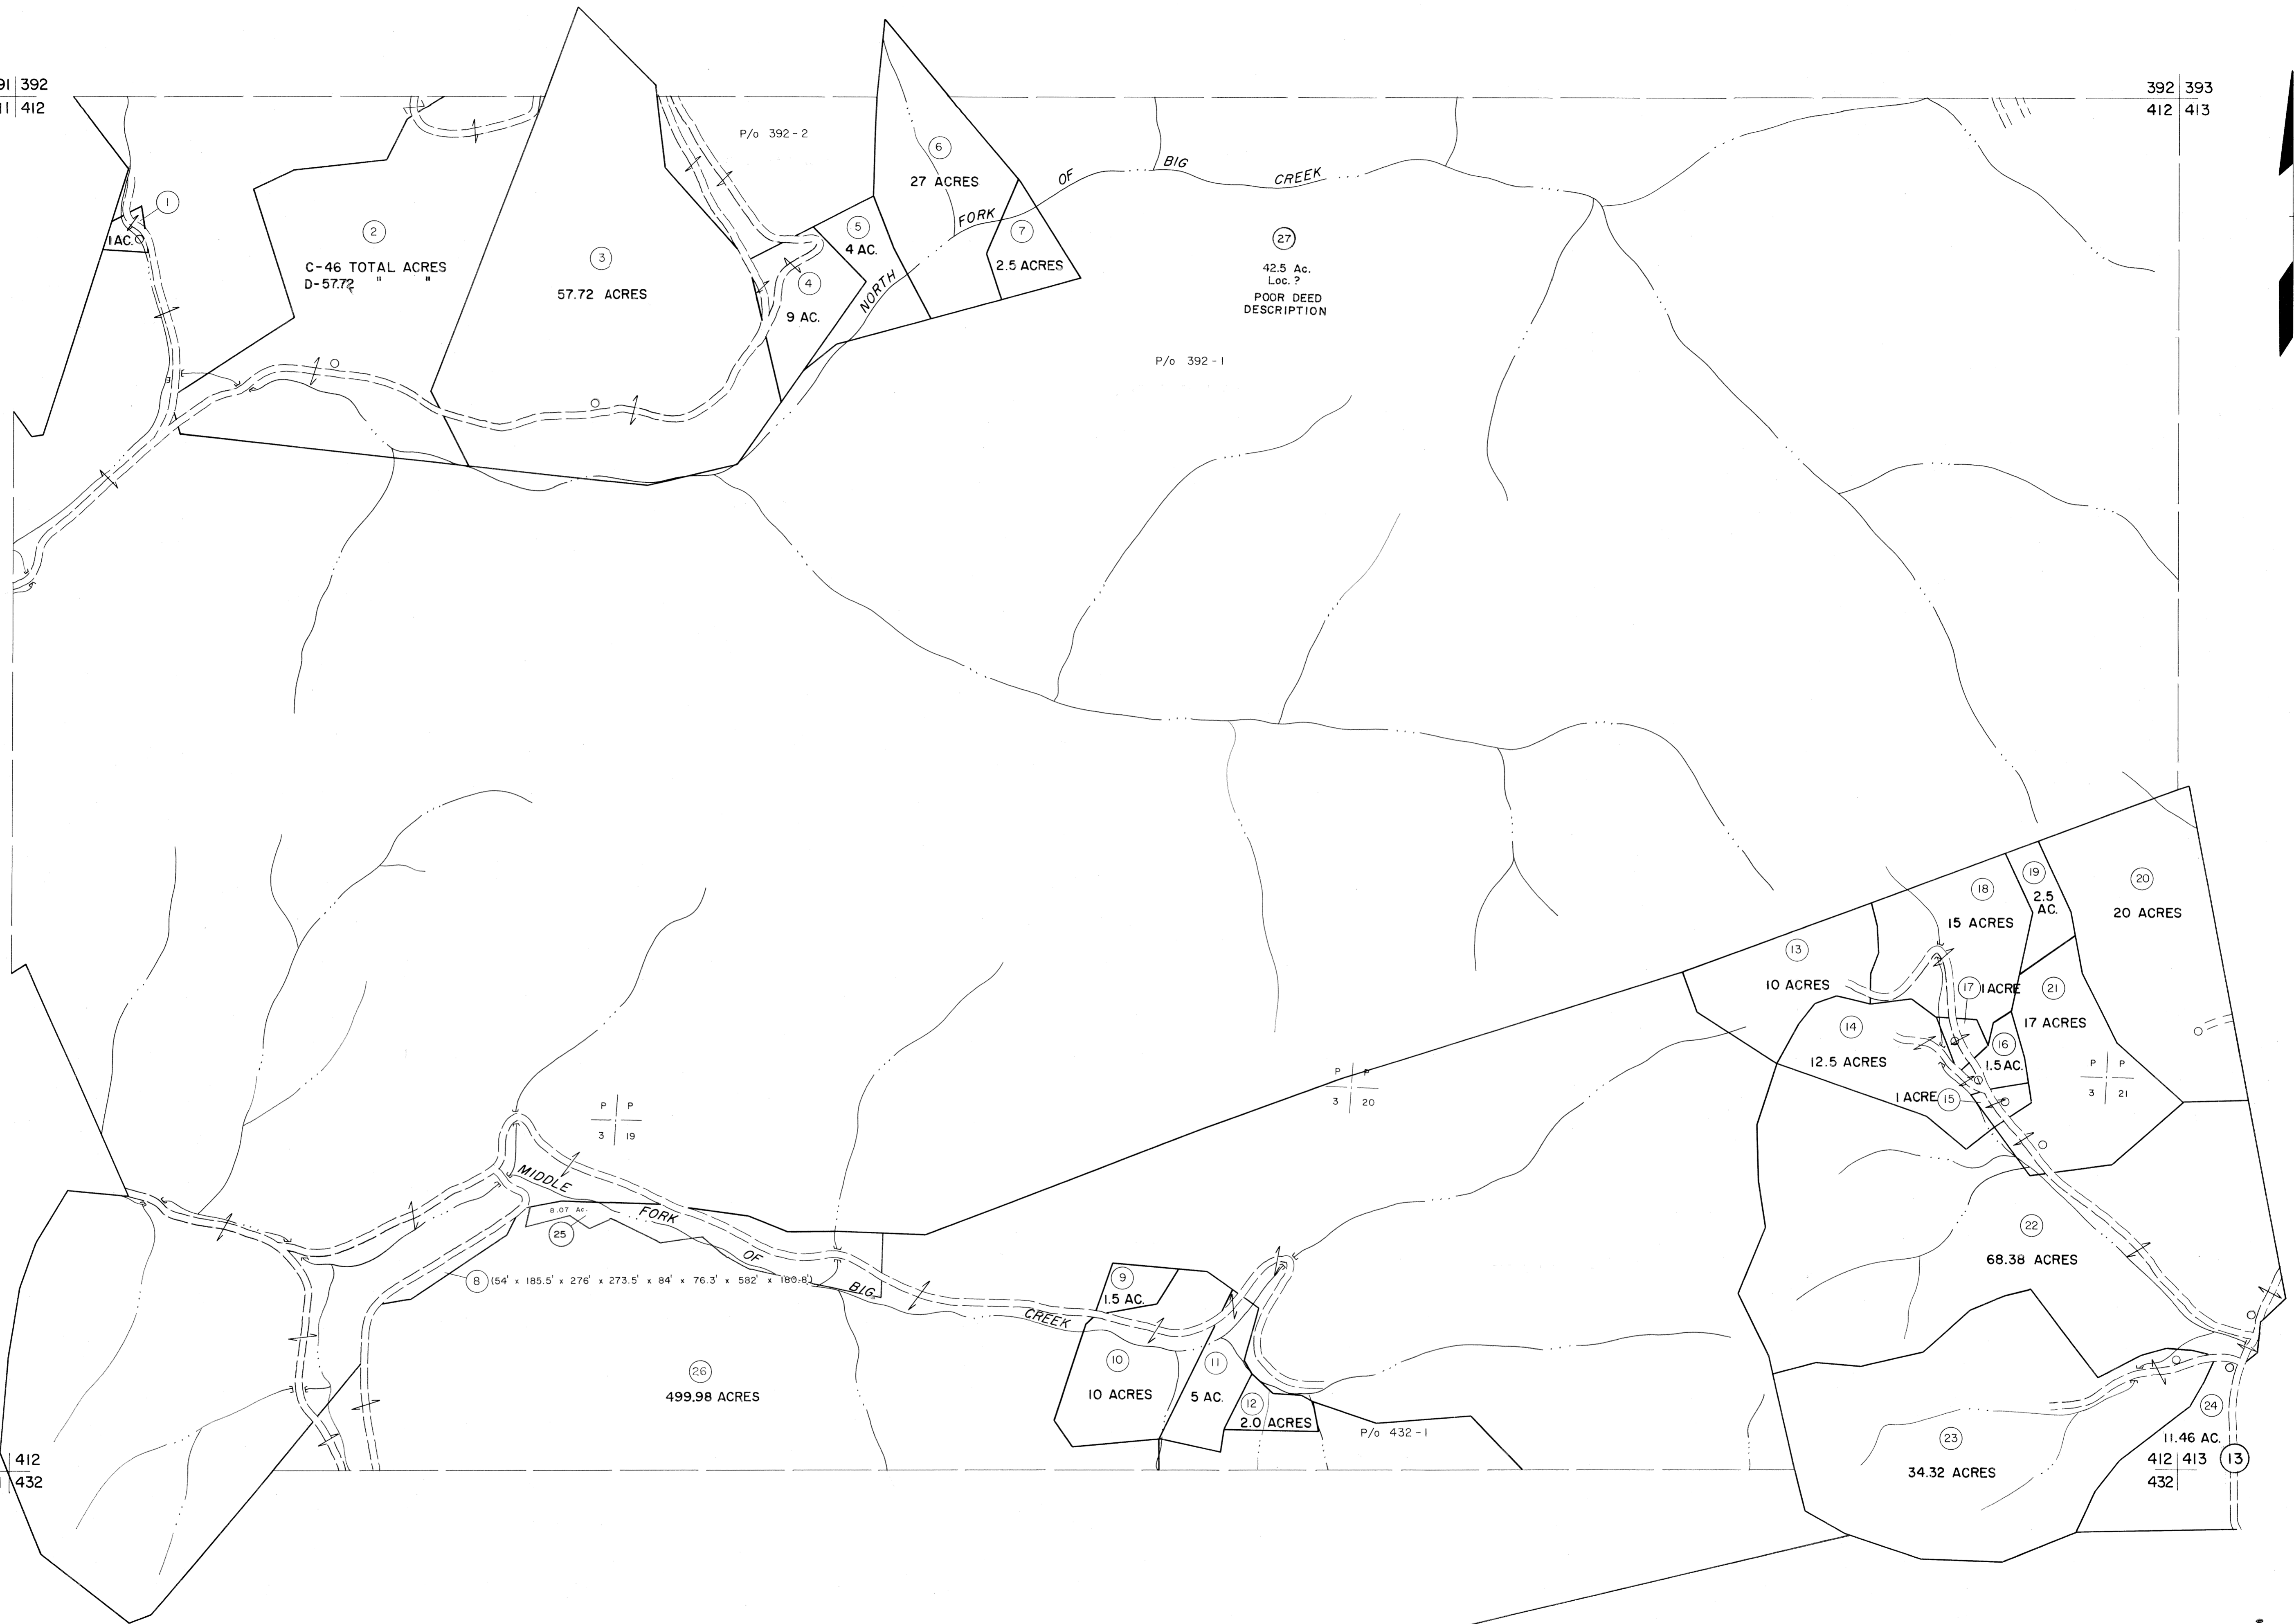 91 | 392
11 | 412
392 | 393
412 | 413
P/o 392-2
6
27 ACRES
BIG
CREEK
OF
FORK
NORTH
1
1 AC.
2
C-46 TOTAL ACRES
D-57.72 " "
3
57.72 ACRES
4
9 AC.
5
4 AC.
7
2.5 ACRES
27
42.5 Ac.
Loc. ?
POOR DEED
DESCRIPTION
P/o 392-1
18
15 ACRES
19
2.5
AC.
20
20 ACRES
13
10 ACRES
17 1 ACRE
21
17 ACRES
14
12.5 ACRES
16
1.5 AC.
1 ACRE 15
P | P
3 | 19
P | P
3 | 20
P | P
3 | 21
MIDDLE
FORK
OF
BIG
CREEK
8.07 Ac.
25
8 (54' x 185.5' x 276' x 273.5' x 84' x 76.3' x 582' x 180.8')
22
68.38 ACRES
9
1.5 AC.
10
10 ACRES
11
5 AC.
12
2.0 ACRES
P/o 432-1
26
499.98 ACRES
23
34.32 ACRES
24
11.46 AC.
412
432
412 | 413
432 |
13